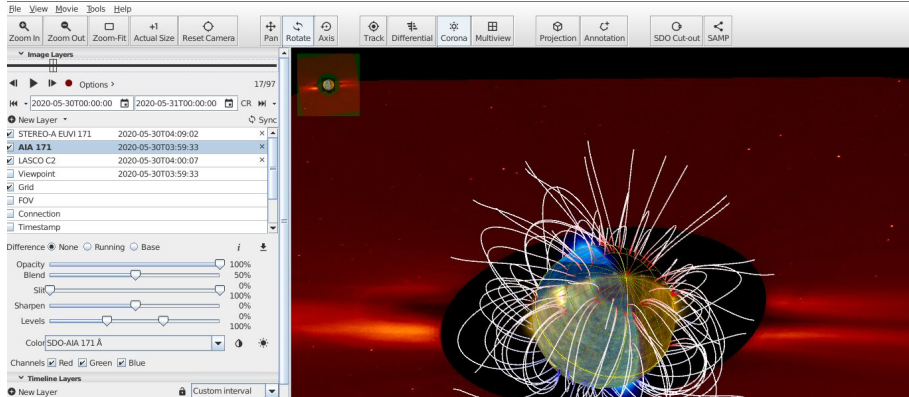 File View Movie Tools Help
Zoom In Zoom Out Zoom-Fit Actual Size Reset Camera Pan Rotate Axis Track Differential Corona Multiview Projection Annotation SDO Cut-out SAMP
+1
Image Layers
Options > 17/97
2020-05-30T00:00:00 2020-05-31T00:00:00 CR
New Layer Sync
STEREO-A EUVI 171 2020-05-30T04:09:02
AIA 171 2020-05-30T03:59:33
LASCO C2 2020-05-30T04:00:07
Viewpoint 2020-05-30T03:59:33
Grid
FOV
Connection
Timestamp
Difference None Running Base i
Opacity 100%
Blend 50%
Slit 0%
100%
Sharpen 0%
Levels 0%
100%
Color SDO-AIA 171 Å
Channels Red Green Blue
Timeline Layers
New Layer Custom interval